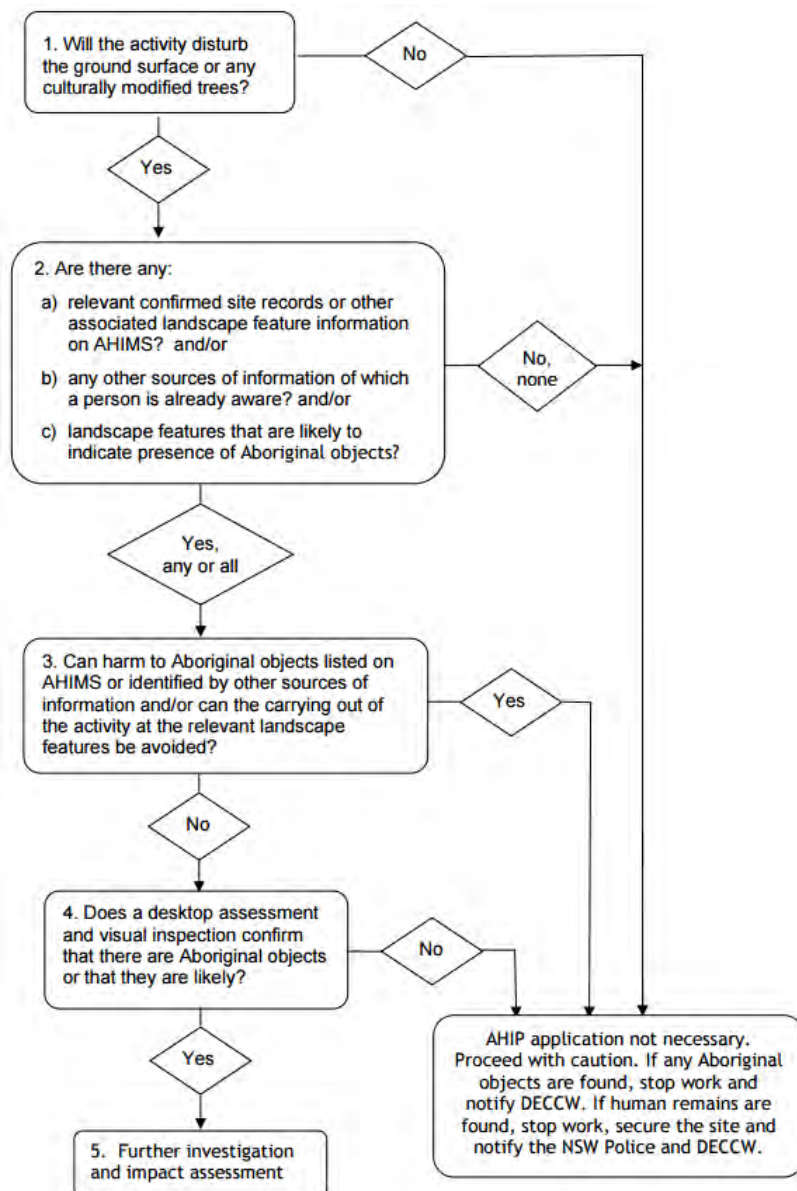 1. Will the activity disturb
the ground surface or any
culturally modified trees?
No
Yes
2. Are there any:
a) relevant confirmed site records or other
associated landscape feature information
on AHIMS? and/or
b) any other sources of information of which
a person is already aware? and/or
c) landscape features that are likely to
indicate presence of Aboriginal objects?
No,
none
Yes,
any or all
3. Can harm to Aboriginal objects listed on
AHIMS or identified by other sources of
information and/or can the carrying out of
the activity at the relevant landscape
features be avoided?
Yes
No
4. Does a desktop assessment
and visual inspection confirm
that there are Aboriginal objects
or that they are likely?
No
Yes
AHIP application not necessary.
Proceed with caution. If any Aboriginal
objects are found, stop work and
notify DECCW. If human remains are
found, stop work, secure the site and
notify the NSW Police and DECCW.
5. Further investigation
and impact assessment